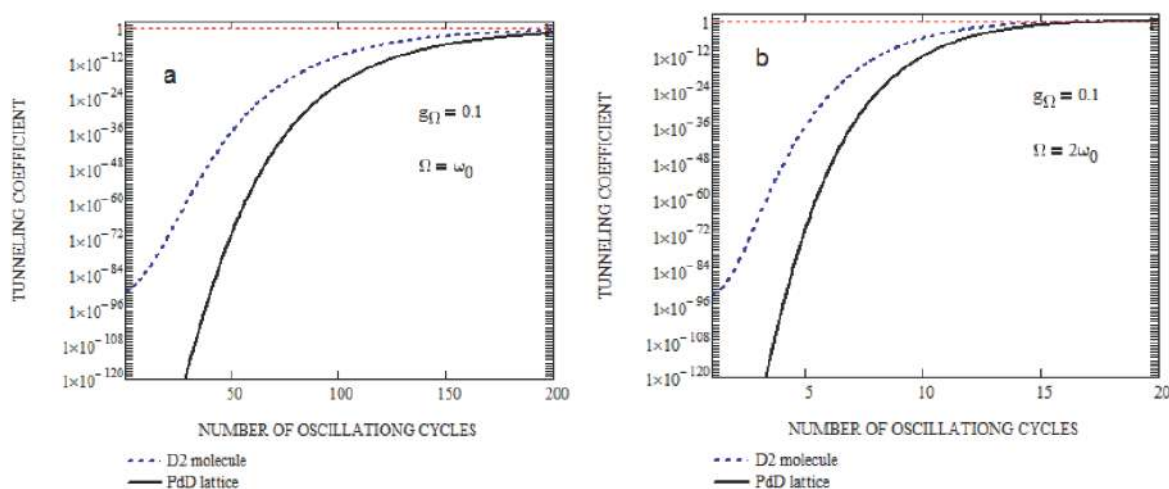 TUNNELING COEFFICIENT
1
1×10⁻¹²
1×10⁻²⁴
1×10⁻³⁶
1×10⁻⁴⁸
1×10⁻⁶⁰
1×10⁻⁷²
1×10⁻⁸⁴
1×10⁻⁹⁶
1×10⁻¹⁰⁸
1×10⁻¹²⁰
a
g_Ω = 0.1
Ω = ω₀
50 100 150 200
NUMBER OF OSCILLATIONG CYCLES
D2 molecule
PdD lattice
TUNNELING COEFFICIENT
1
1×10⁻¹²
1×10⁻²⁴
1×10⁻³⁶
1×10⁻⁴⁸
1×10⁻⁶⁰
1×10⁻⁷²
1×10⁻⁸⁴
1×10⁻⁹⁶
1×10⁻¹⁰⁸
1×10⁻¹²⁰
b
g_Ω = 0.1
Ω = 2ω₀
5 10 15 20
NUMBER OF OSCILLATIONG CYCLES
D2 molecule
PdD lattice